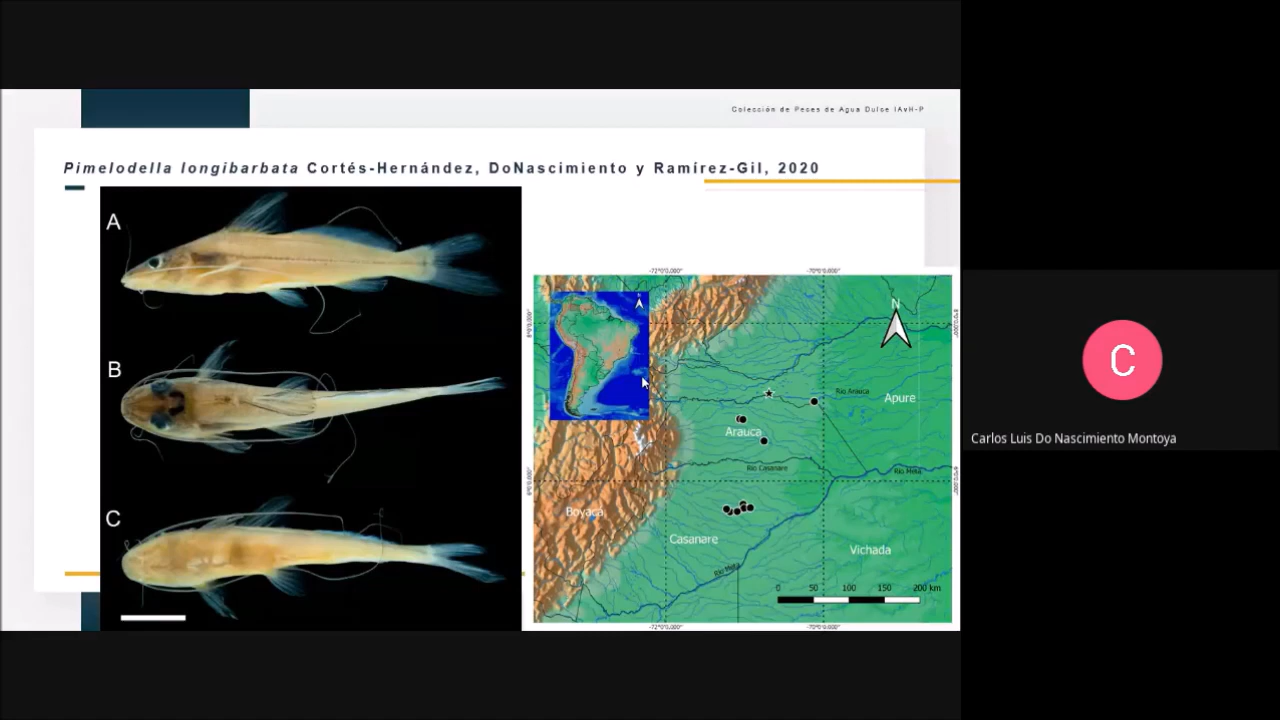 Colección de Peces de Agua Dulce IAvH-P
Pimelodella longibarbata Cortés-Hernández, DoNascimiento y Ramírez-Gil, 2020
A
B
C
-72°0'0,000"
-70°0'0,000"
N
Río Arauca
Apure
Arauca
Río Casanare
Río Meta
Boyacá
Casanare
Vichada
Río Meta
0 50 100 150 200 km
-72°0'0,000"
-70°0'0,000"
C
Carlos Luis Do Nascimiento Montoya